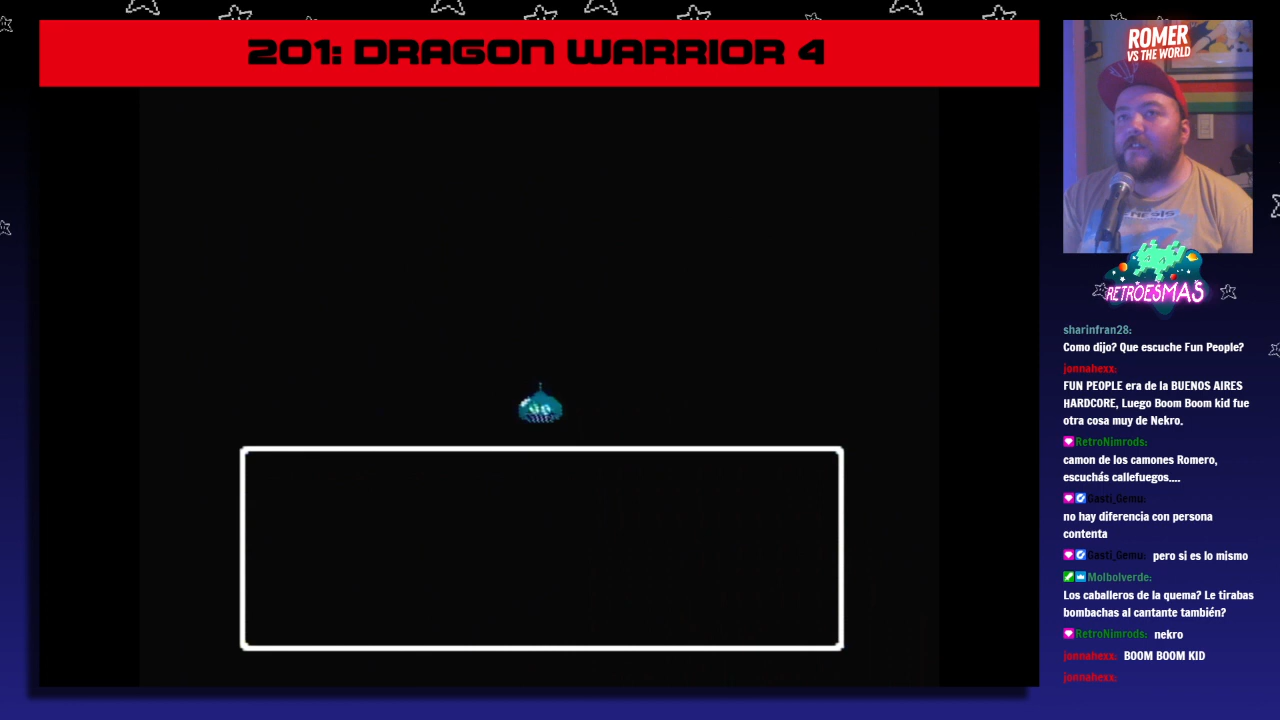 201: DRAGON WARRIOR 4
ROMER
VS THE WORLD
GENESIS
RETROESMAS
sharinfran28:
Como dijo? Que escuche Fun People?
jonnahexx:
FUN PEOPLE era de la BUENOS AIRES
HARDCORE, Luego Boom Boom kid fue
otra cosa muy de Nekro.
RetroNimrods:
camon de los camones Romero,
escuchás callefuegos....
Gasti_Gemu:
no hay diferencia con persona
contenta
Gasti_Gemu: pero si es lo mismo
Molbolverde:
Los caballeros de la quema? Le tirabas
bombachas al cantante también?
RetroNimrods: nekro
jonnahexx: BOOM BOOM KID
jonnahexx: